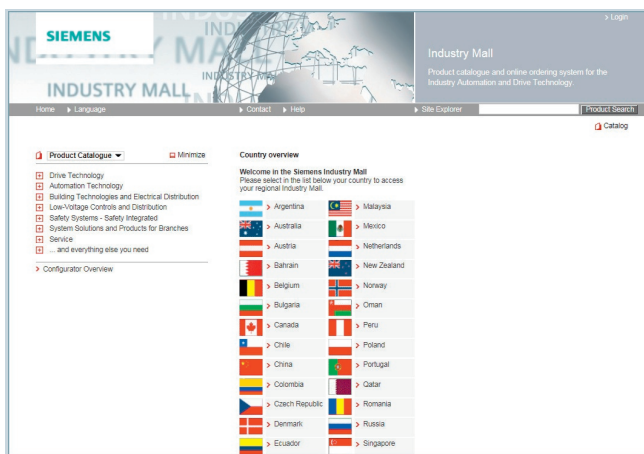 > Login
SIEMENS
INDUSTRY MALL
Industry Mall
Product catalogue and online ordering system for the
Industry Automation and Drive Technology
Home Language Contact Help Site Explorer Product Search
Catalog
Product Catalogue Minimize
Drive Technology
Automation Technology
Building Technologies and Electrical Distribution
Low-Voltage Controls and Distribution
Safety Systems - Safety Integrated
System Solutions and Products for Branches
Service
... and everything else you need
> Configurator Overview
Country overview
Welcome in the Siemens Industry Mall
Please select in the list below your country to access
your regional Industry Mall.
> Argentina > Malaysia
> Australia > Mexico
> Austria > Netherlands
> Bahrain > New Zealand
> Belgium > Norway
> Bulgaria > Oman
> Canada > Peru
> Chile > Poland
> China > Portugal
> Colombia > Qatar
> Czech Republic > Romania
> Denmark > Russia
> Ecuador > Singapore